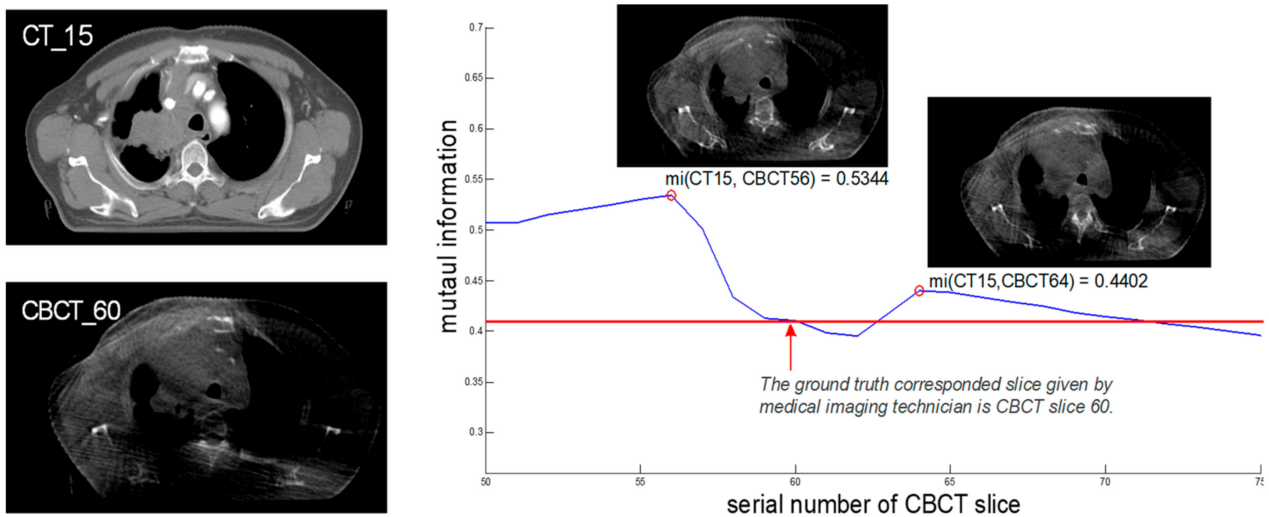 CT_15
CBCT_60
mutaul information
0.7
0.65
0.6
0.55
0.5
0.45
0.4
0.35
0.3
mi(CT15, CBCT56) = 0.5344
mi(CT15,CBCT64) = 0.4402
The ground truth corresponded slice given by
medical imaging technician is CBCT slice 60.
50 55 60 65 70 75
serial number of CBCT slice